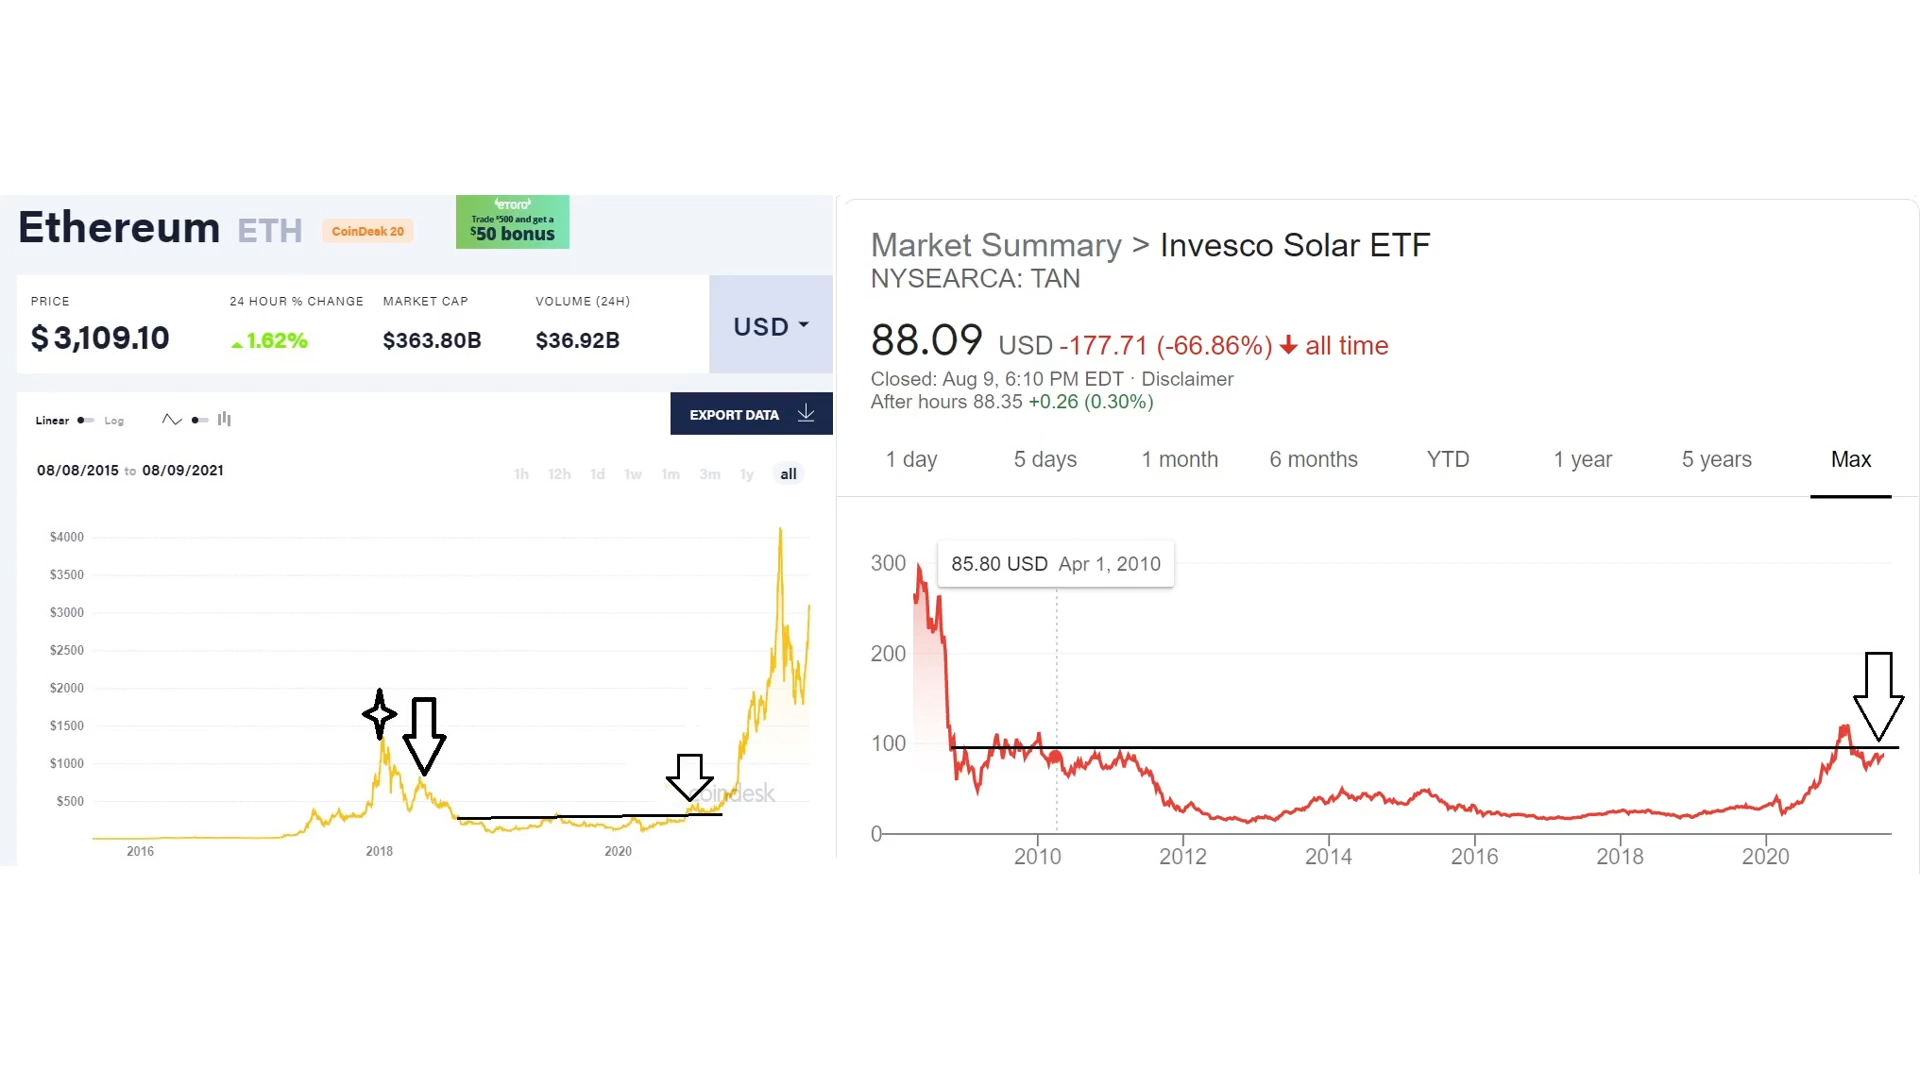 Ethereum ETH CoinDesk 20
eToro
Trade $500 and get a
$50 bonus
PRICE
$ 3,109.10
24 HOUR % CHANGE
1.62%
MARKET CAP
$363.80B
VOLUME (24H)
$36.92B
USD
EXPORT DATA
Linear Log
08/08/2015 to 08/09/2021
1h 12h 1d 1w 1m 3m 1y all
$4000
$3500
$3000
$2500
$2000
$1500
$1000
$500
coindesk
2016 2018 2020
Market Summary > Invesco Solar ETF
NYSEARCA: TAN
88.09 USD -177.71 (-66.86%) all time
Closed: Aug 9, 6:10 PM EDT · Disclaimer
After hours 88.35 +0.26 (0.30%)
1 day 5 days 1 month 6 months YTD 1 year 5 years Max
85.80 USD Apr 1, 2010
300
200
100
0
2010 2012 2014 2016 2018 2020